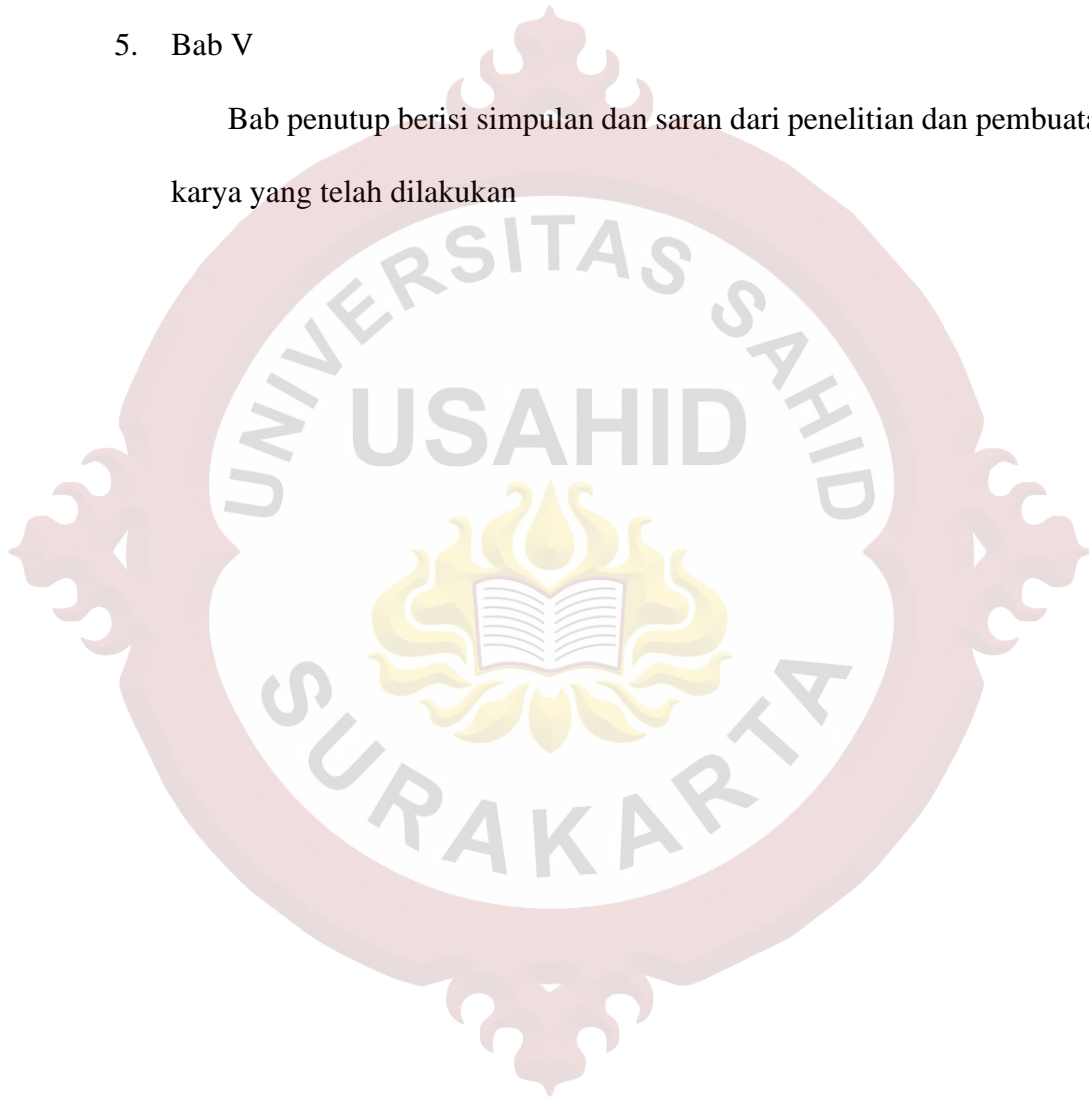 5. Bab V
Bab penutup berisi simpulan dan saran dari penelitian dan
karya yang telah dilakukan
UNIVERSITAS SAHID
USAHID
SURAKARTA